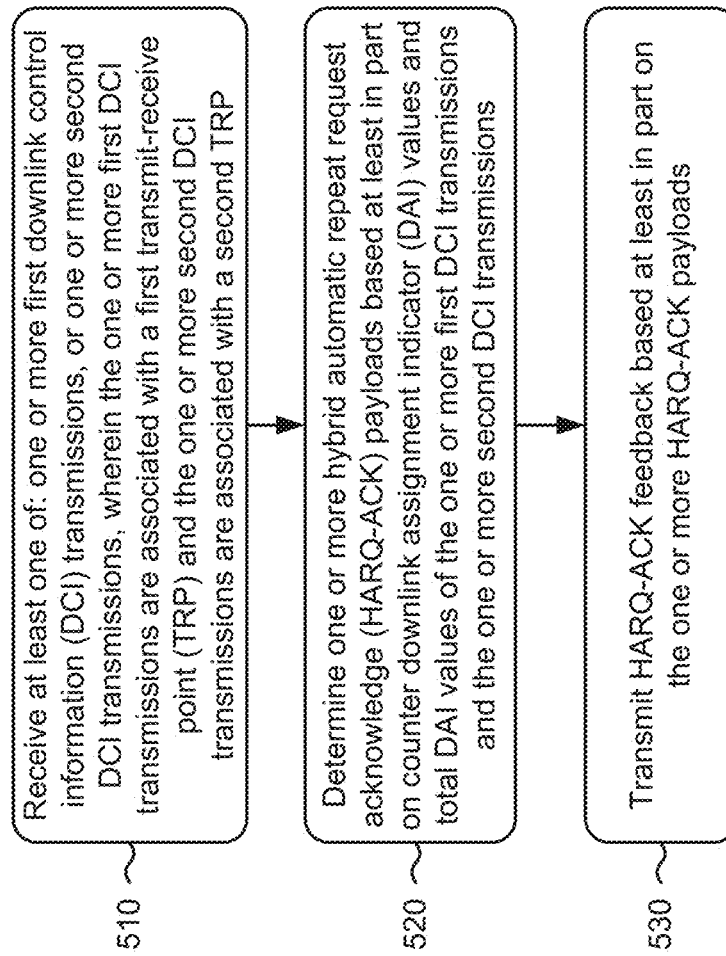 510
Receive at least one of: one or more first downlink control
information (DCI) transmissions, or one or more second
DCI transmissions, wherein the one or more first DCI
transmissions are associated with a first transmit-receive
point (TRP) and the one or more second DCI
transmissions are associated with a second TRP
520
Determine one or more hybrid automatic repeat request
acknowledge (HARQ-ACK) payloads based at least in part
on counter downlink assignment indicator (DAI) values and
total DAI values of the one or more first DCI transmissions
and the one or more second DCI transmissions
530
Transmit HARQ-ACK feedback based at least in part on
the one or more HARQ-ACK payloads